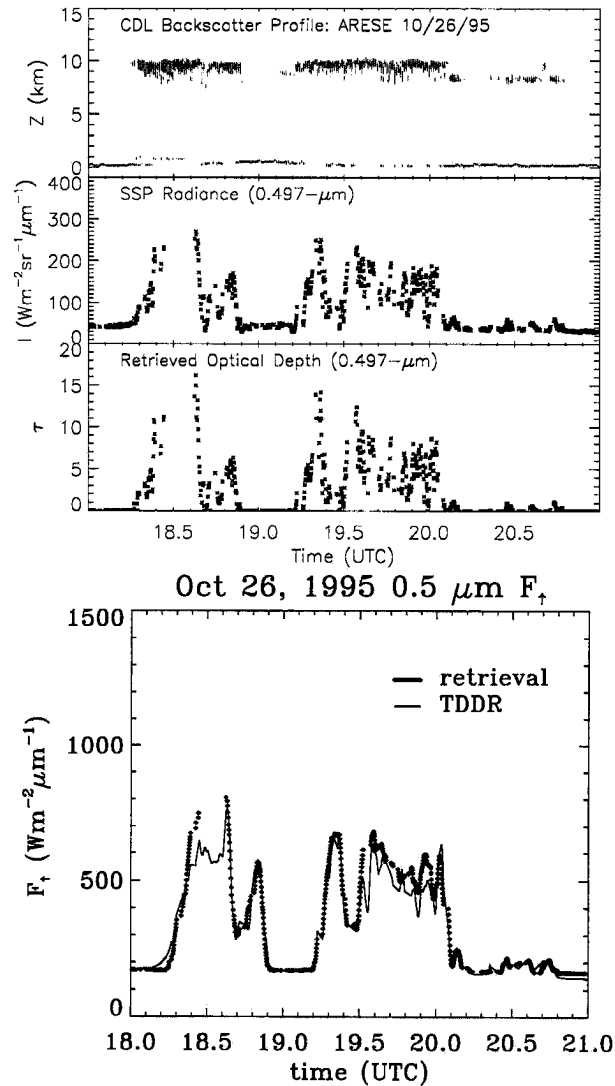 CDL Backscatter Profile: ARESE 10/26/95
15
10
5
0
Z (km)
SSP Radiance (0.497-μm)
400
300
200
100
0
I (Wm⁻²sr⁻¹μm⁻¹)
Retrieved Optical Depth (0.497-μm)
20
15
10
5
0
τ
18.5 19.0 19.5 20.0 20.5
Time (UTC)
Oct 26, 1995 0.5 μm F↑
1500
1000
500
0
F↑ (Wm⁻²μm⁻¹)
retrieval
TDDR
18.0 18.5 19.0 19.5 20.0 20.5 21.0
time (UTC)